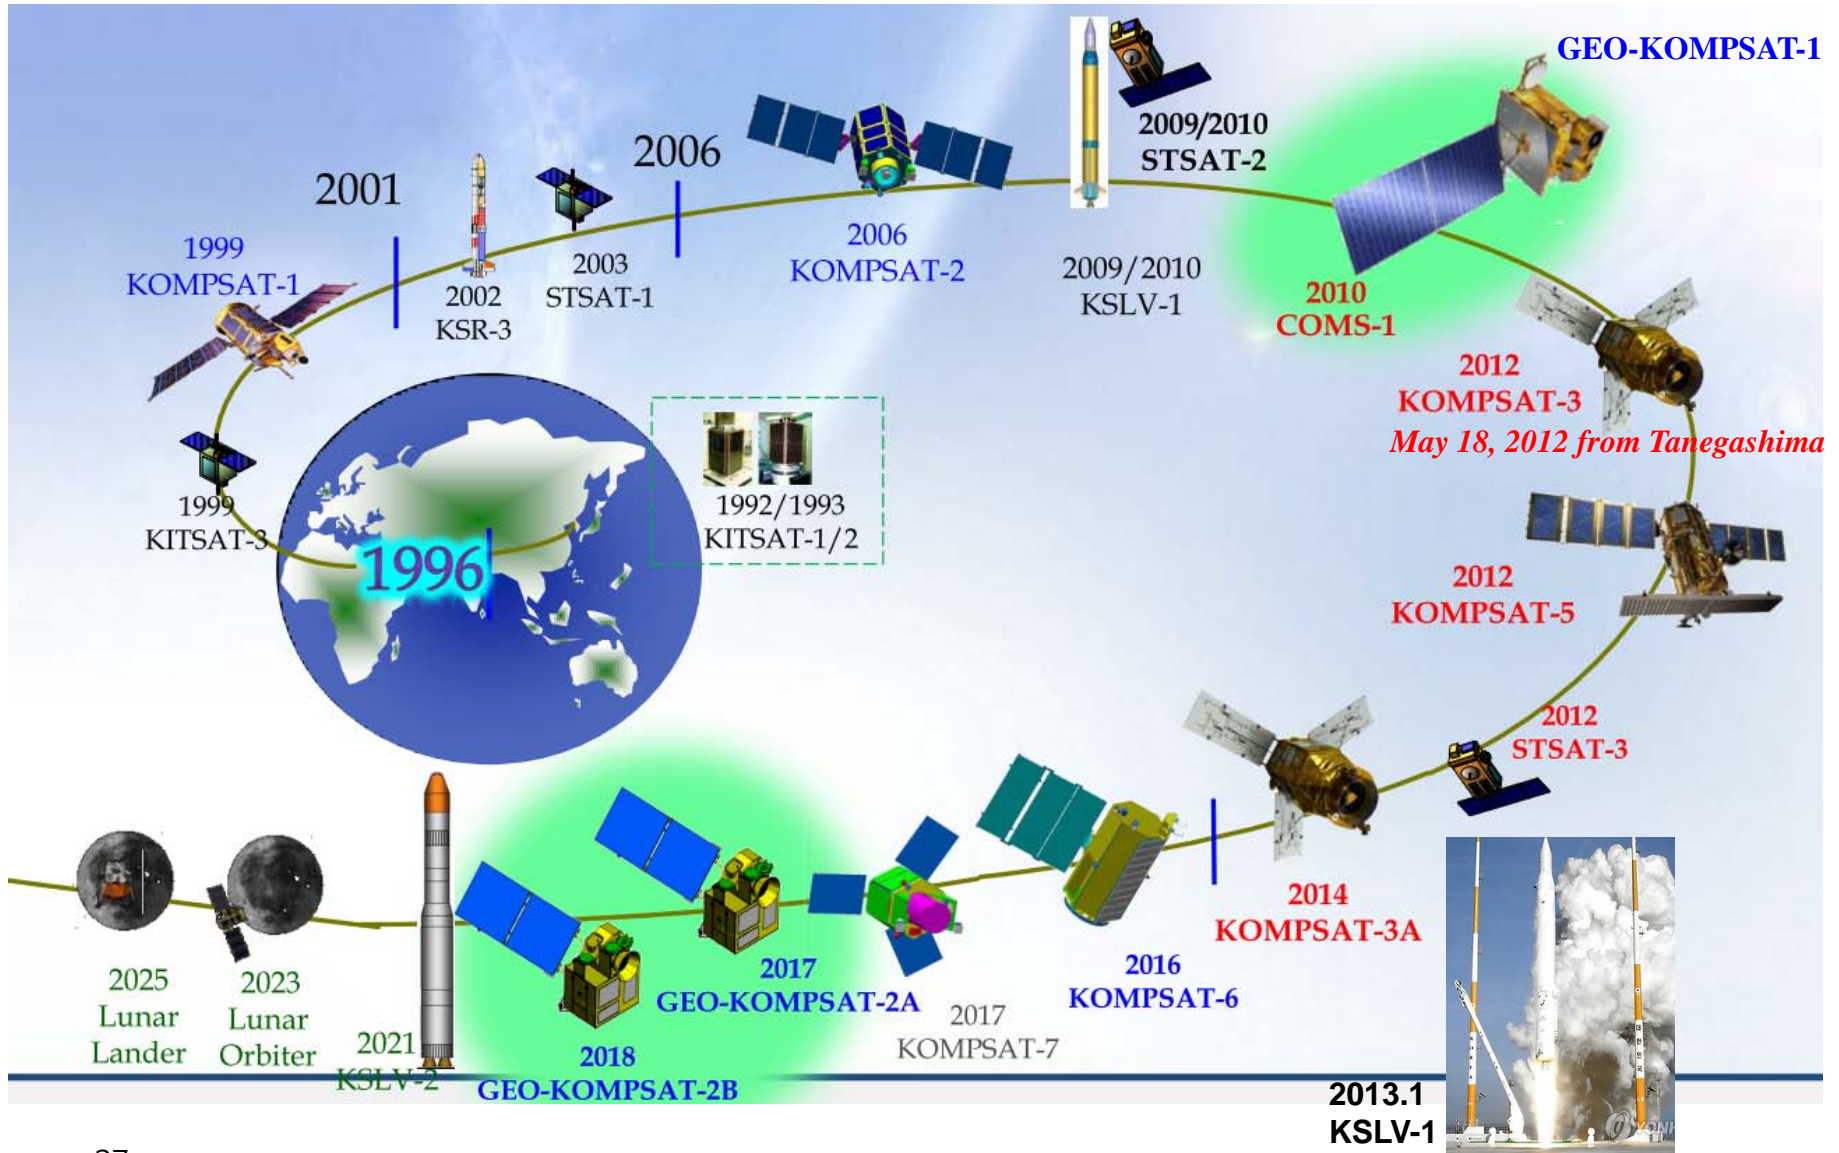 GEO-KOMPSAT-1
2009/2010
STSAT-2
2006
2001
1999
KOMPSAT-1
2002
KSR-3
2003
STSAT-1
2006
KOMPSAT-2
2009/2010
KSLV-1
2010
COMS-1
2012
KOMPSAT-3
May 18, 2012 from Tanegashima
1999
KITSAT-3
1996
1992/1993
KITSAT-1/2
2012
KOMPSAT-5
2012
STSAT-3
2014
KOMPSAT-3A
2016
KOMPSAT-6
2017
KOMPSAT-7
2017
GEO-KOMPSAT-2A
2018
GEO-KOMPSAT-2B
2021
KSLV-2
2023
Lunar
Orbiter
2025
Lunar
Lander
2013.1
KSLV-1